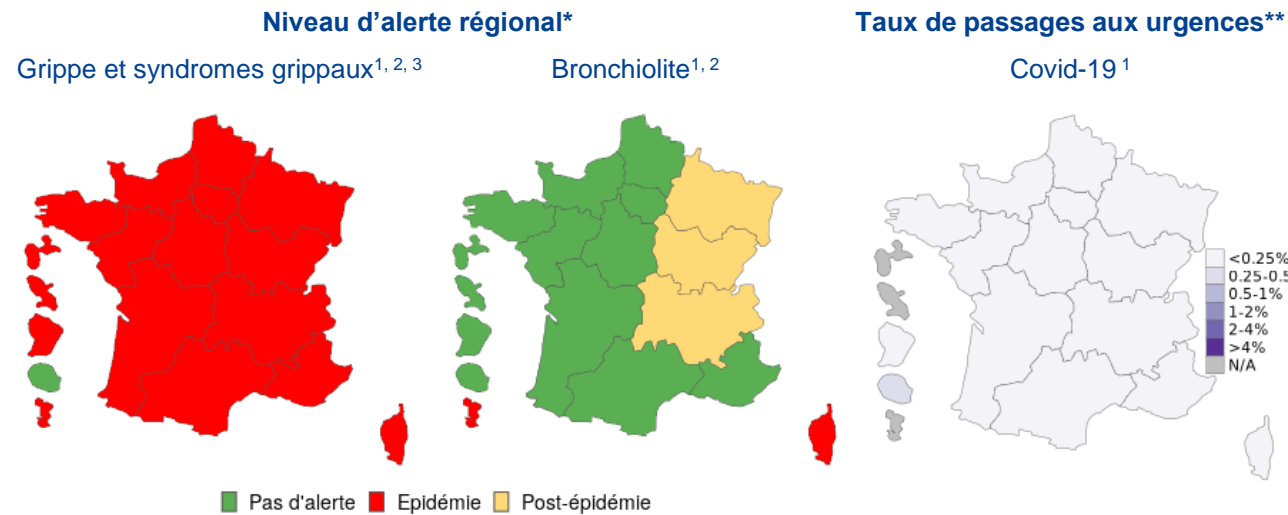 Niveau d'alerte régional*
Taux de passages aux urgences**
Grippe et syndromes grippaux1, 2, 3
Bronchiolite1, 2
Covid-19 1
<0.25%
0.25-0.5
0.5-1%
1-2%
2-4%
>4%
N/A
Pas d'alerte
Epidémie
Post-épidémie